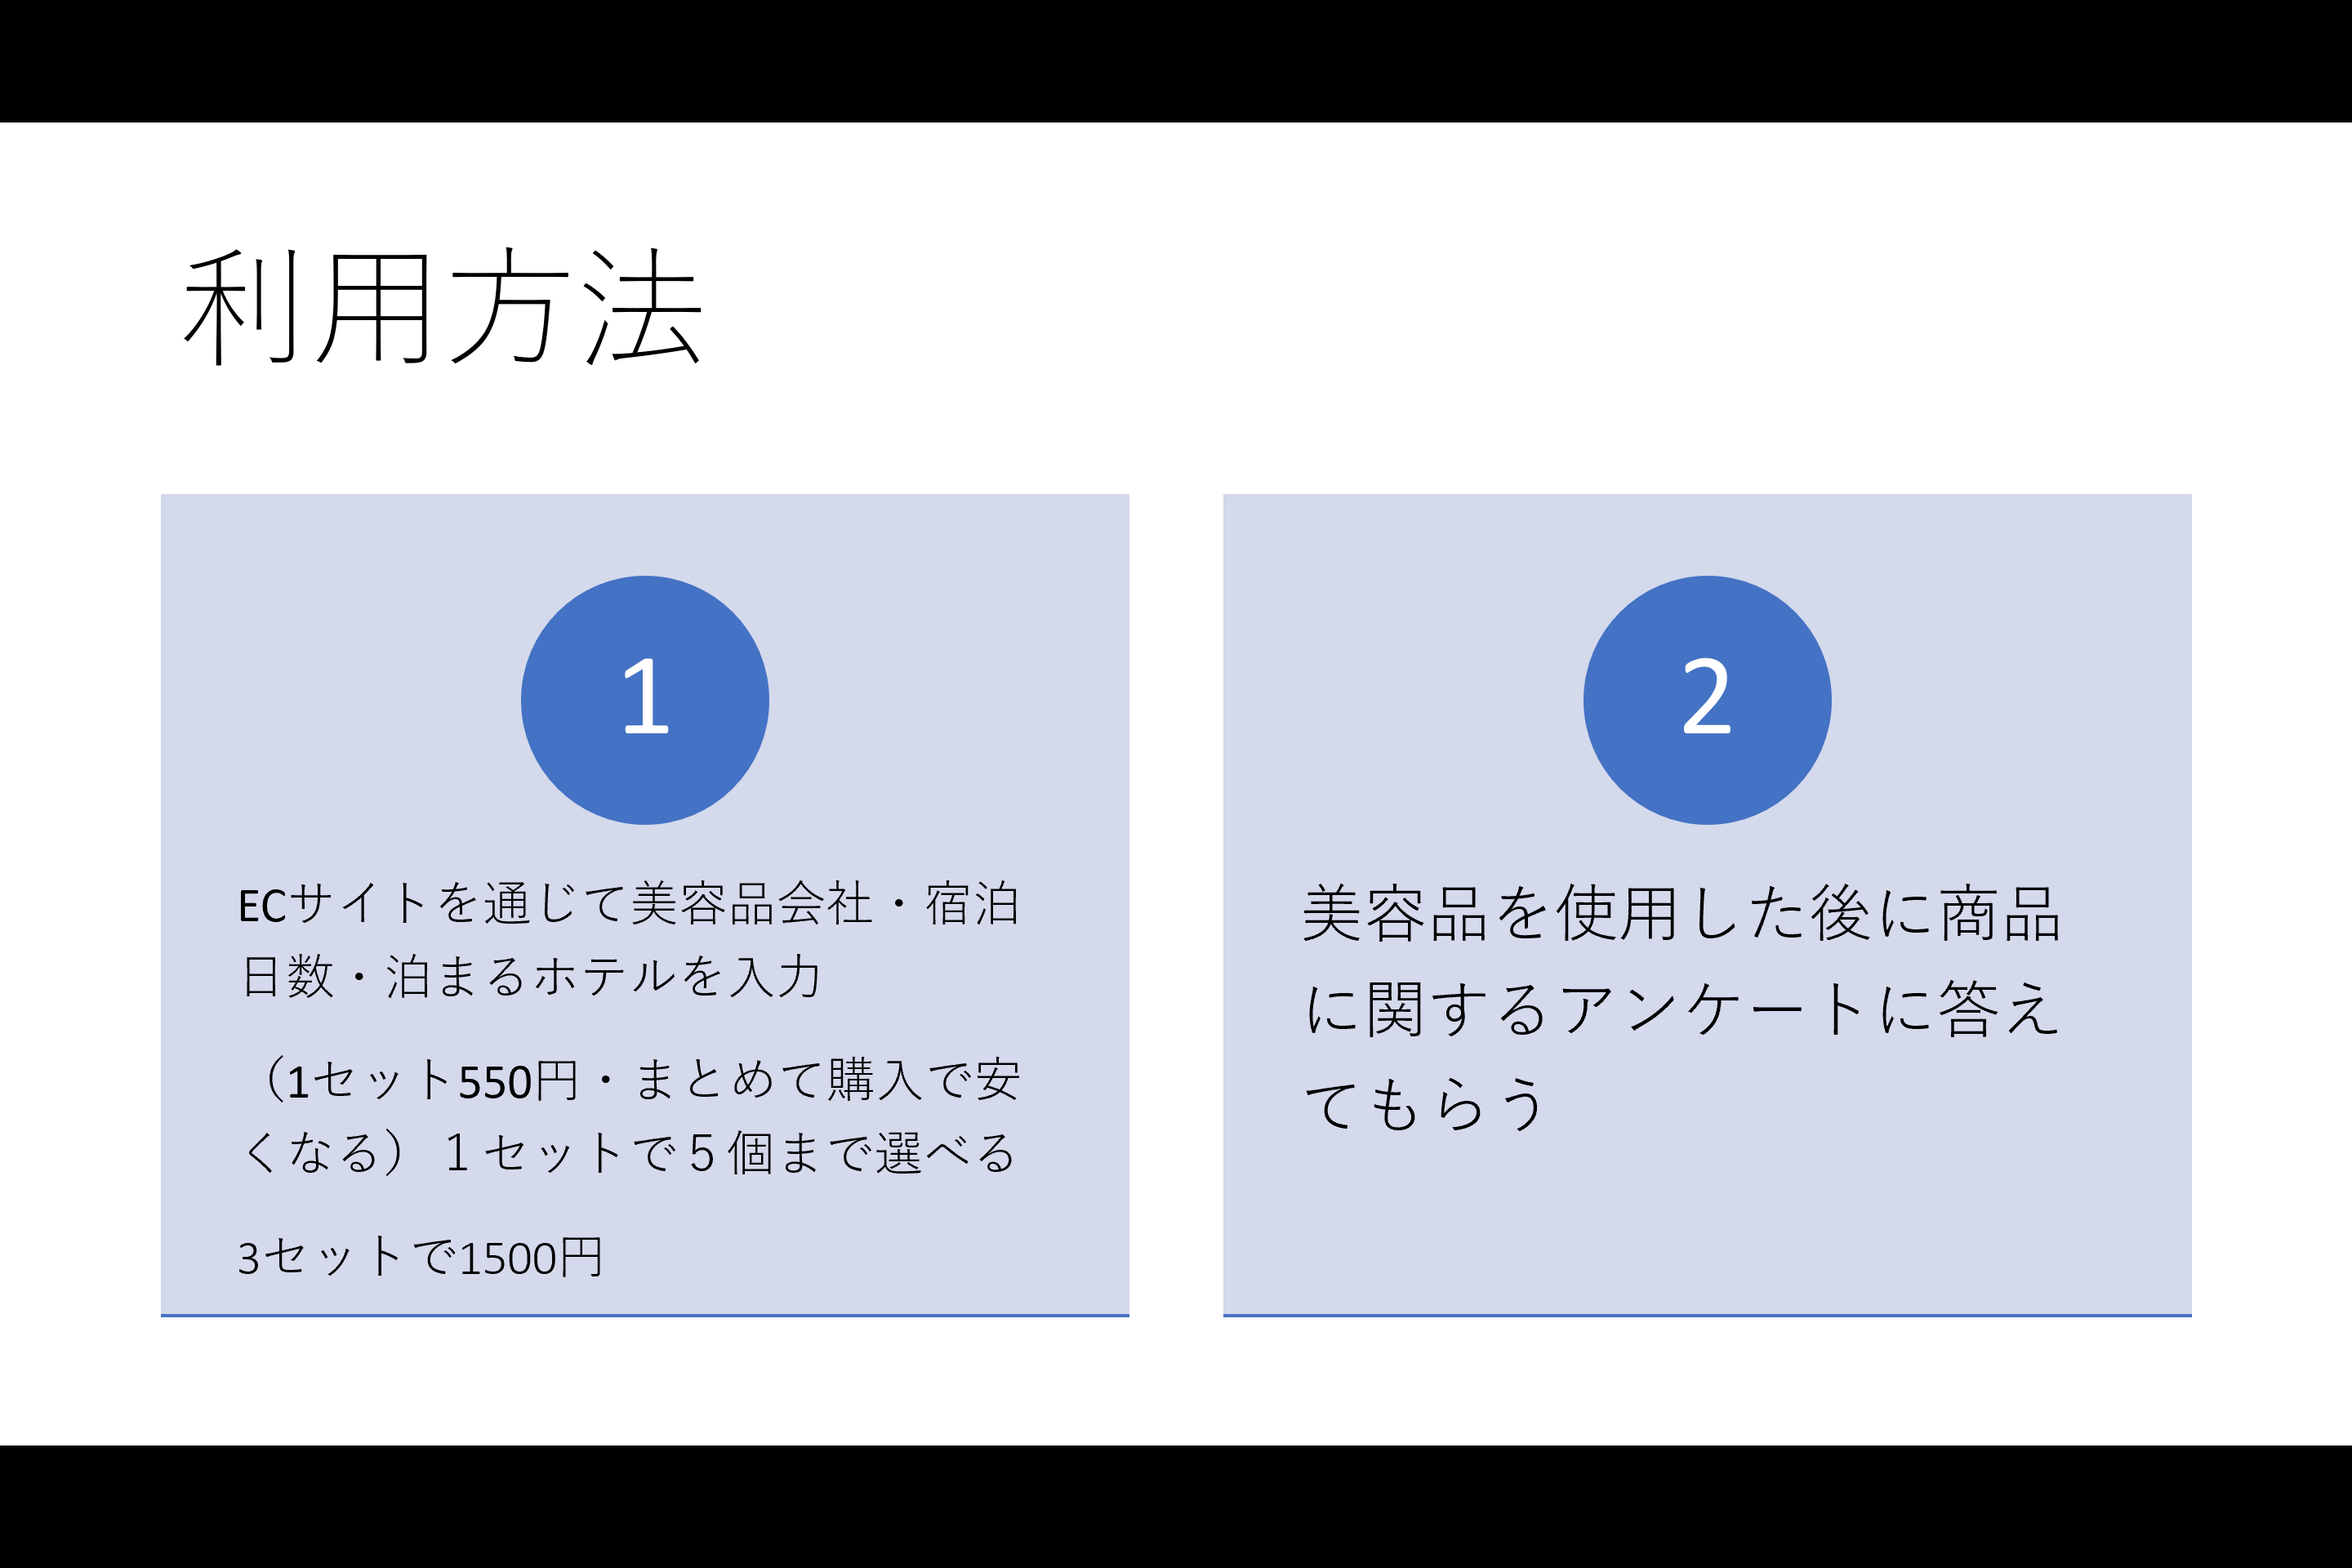 利用方法
1
ECサイトを通じて美容品会社・宿泊
日数・泊まるホテルを入力
（1セット550円・まとめて購入で安
くなる）１セットで５個まで選べる
3セットで1500円
2
美容品を使用した後に商品
に関するアンケートに答え
てもらう